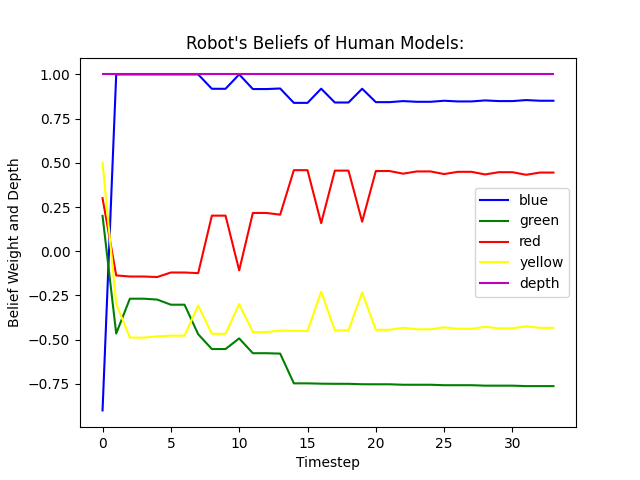 Robot's Beliefs of Human Models:
Belief Weight and Depth
1.00
0.75
0.50
0.25
0.00
−0.25
−0.50
−0.75
blue
green
red
yellow
depth
0 5 10 15 20 25 30
Timestep